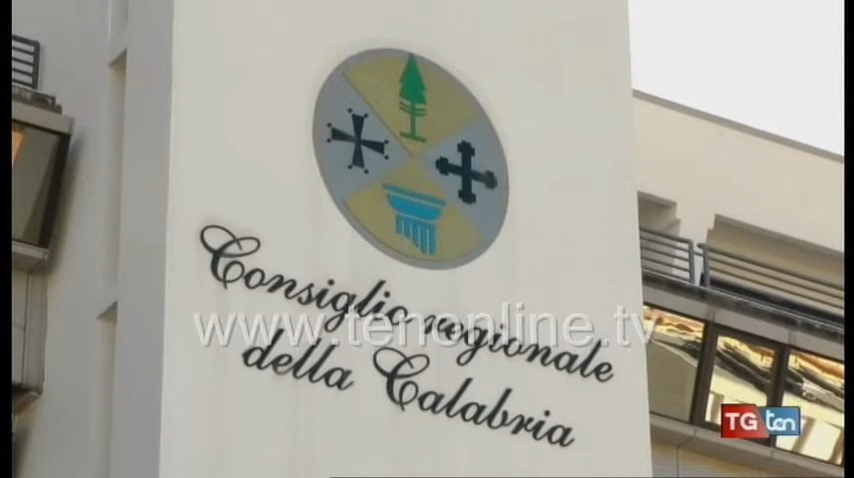 Consiglio regionale
della Calabria
www.tenonline.tv
TG ten